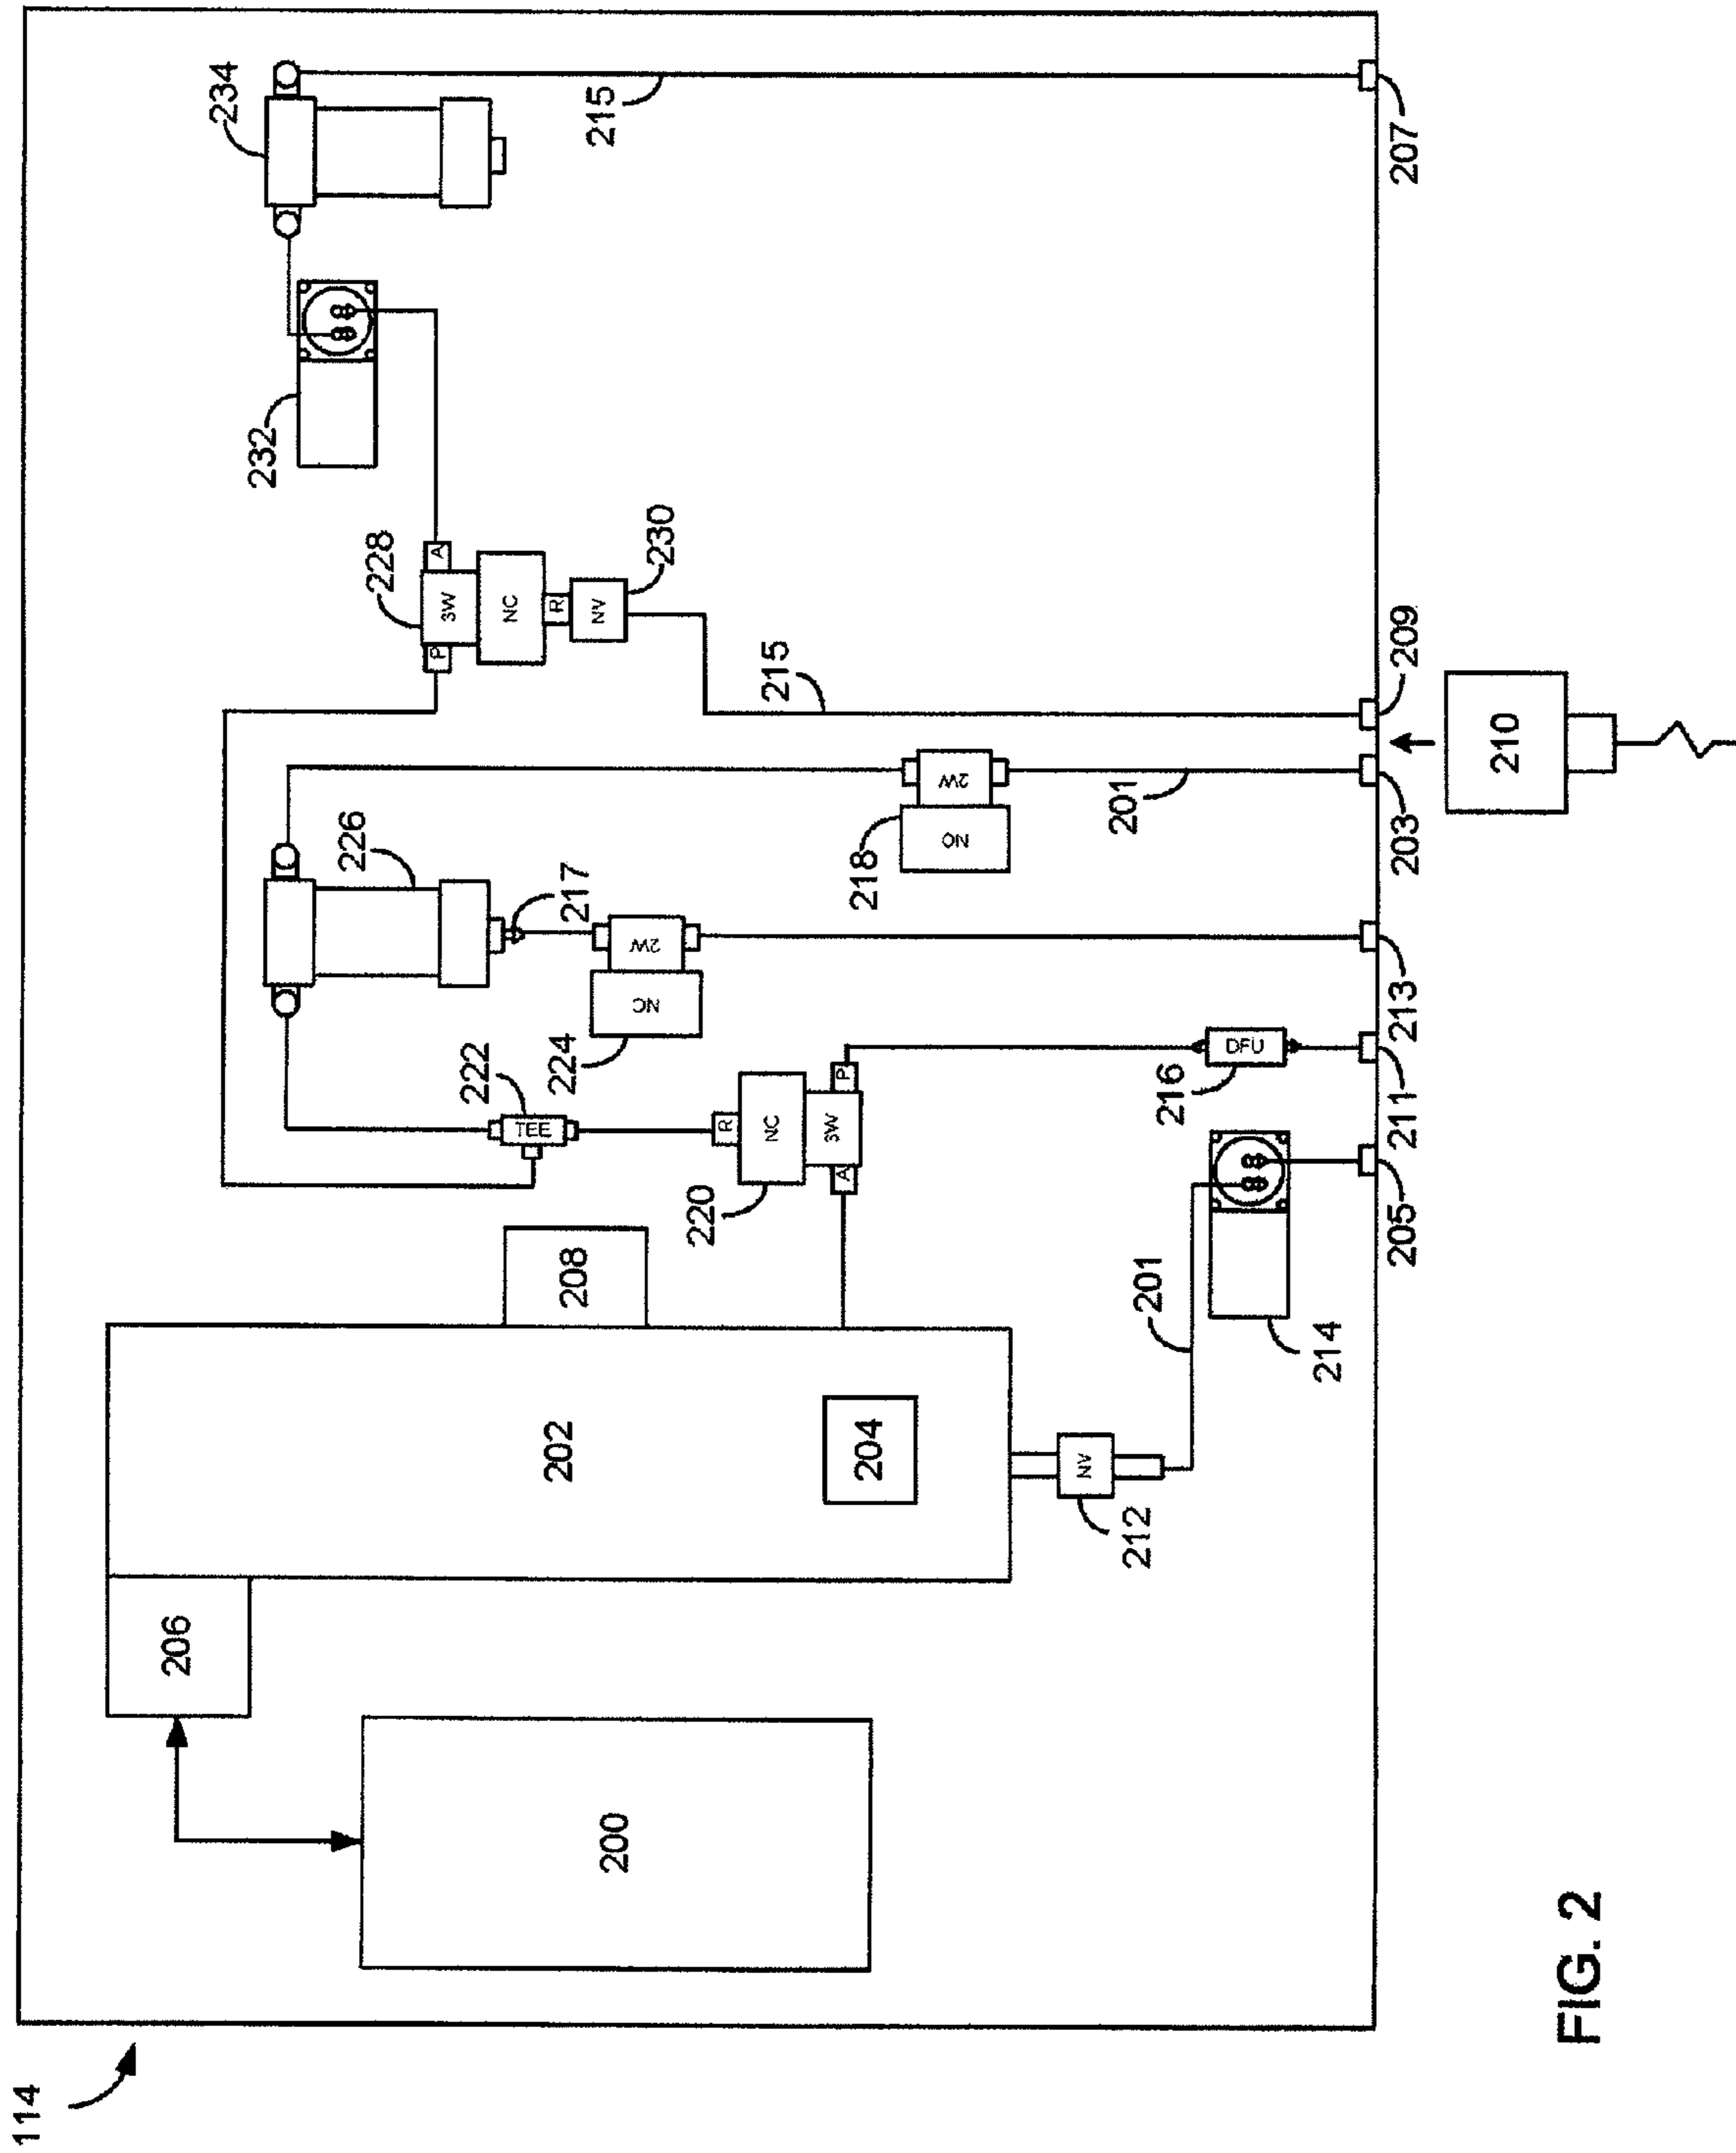 114
206
234
232
226
228
P
A
3W
222
NC
TEE
R
202
208
224
217
NV
215
200
NC
2W
230
220
R
NC
215
3W
A
P
204
218
NO
2W
NV
201
212
201
216
DFU
214
205
211
213
203
209
207
210
FIG. 2